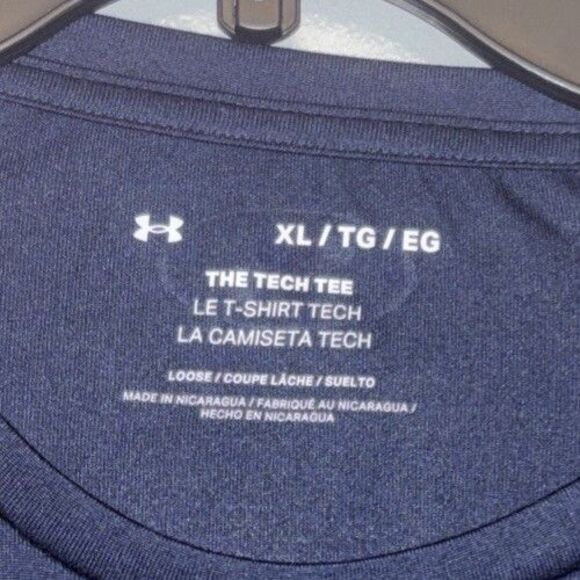 XL / TG / EG
THE TECH TEE
LE T-SHIRT TECH
LA CAMISETA TECH
LOOSE / COUPE LÂCHE / SUELTO
MADE IN NICARAGUA / FABRIQUÉ AU NICARAGUA /
HECHO EN NICARAGUA